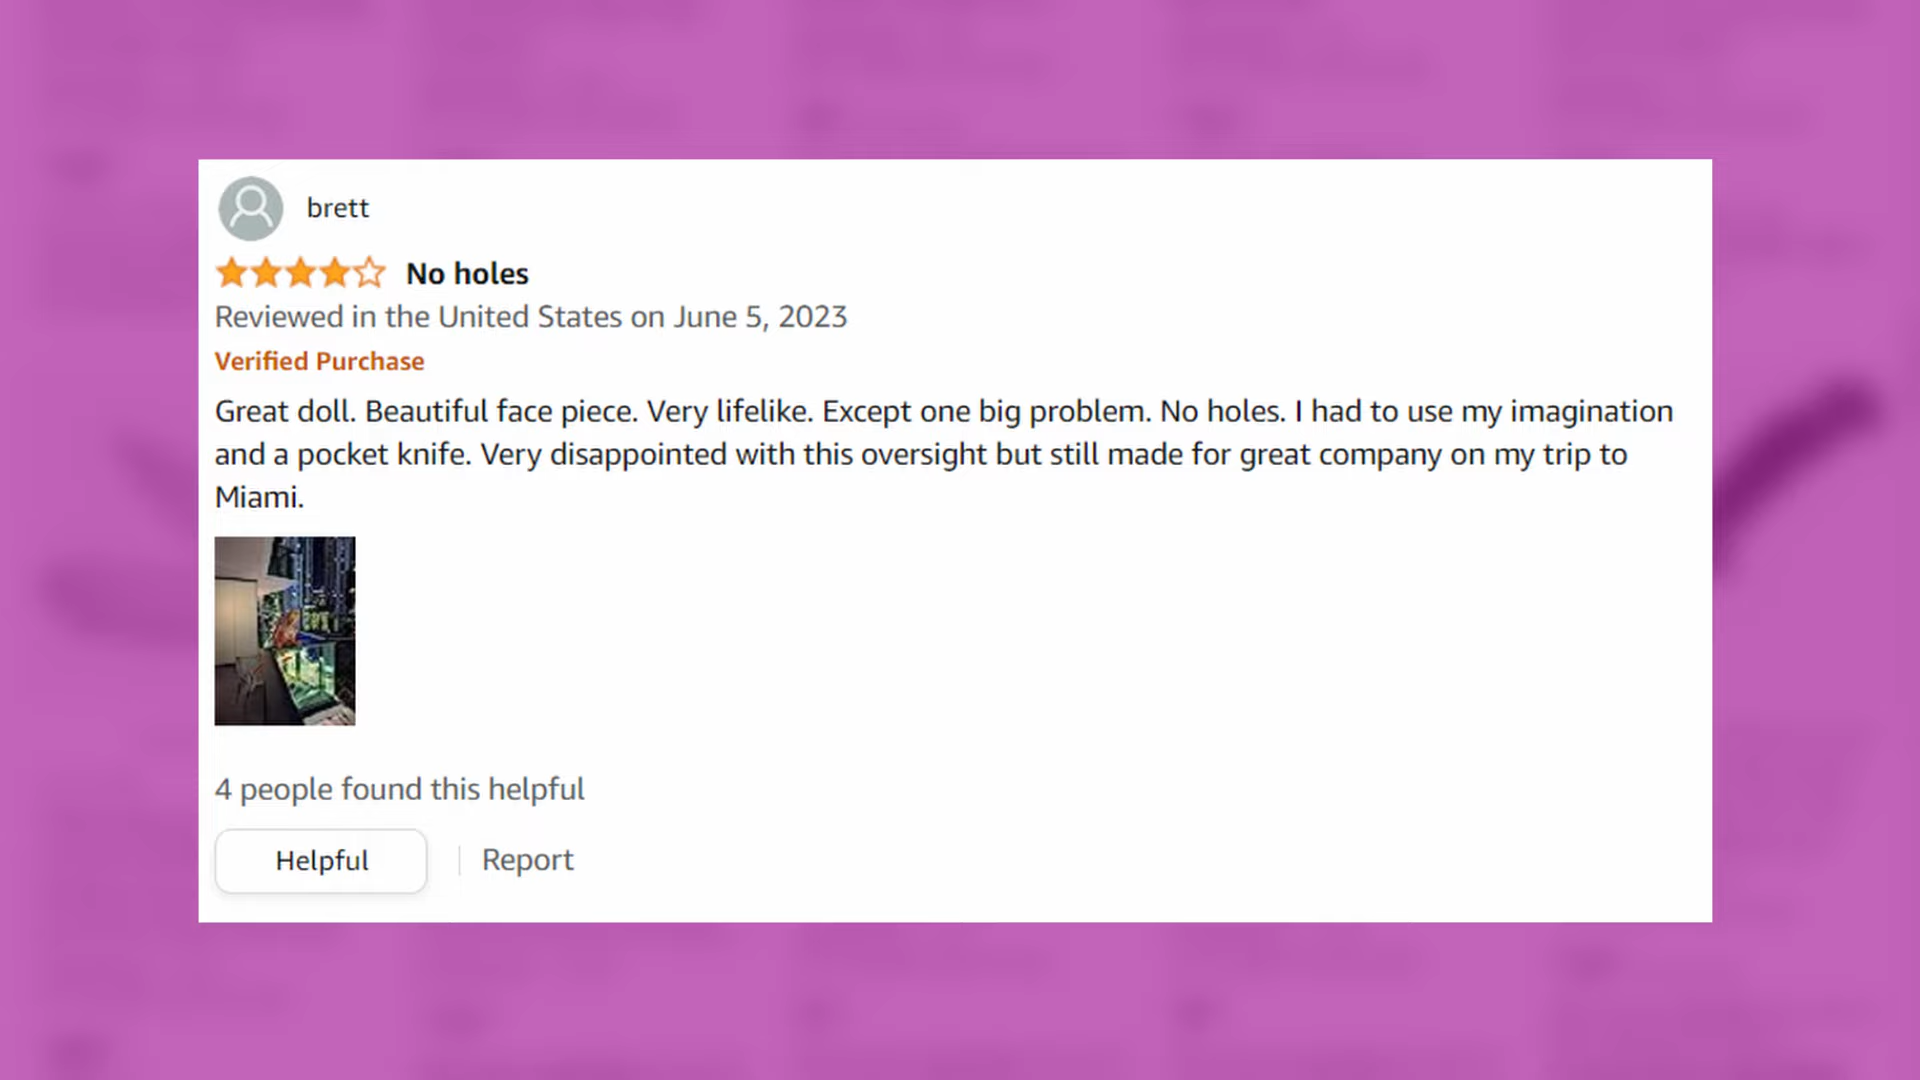 brett
No holes
Reviewed in the United States on June 5, 2023
Verified Purchase
Great doll. Beautiful face piece. Very lifelike. Except one big problem. No holes. I had to use my imagination
and a pocket knife. Very disappointed with this oversight but still made for great company on my trip to
Miami.
4 people found this helpful
Helpful
Report